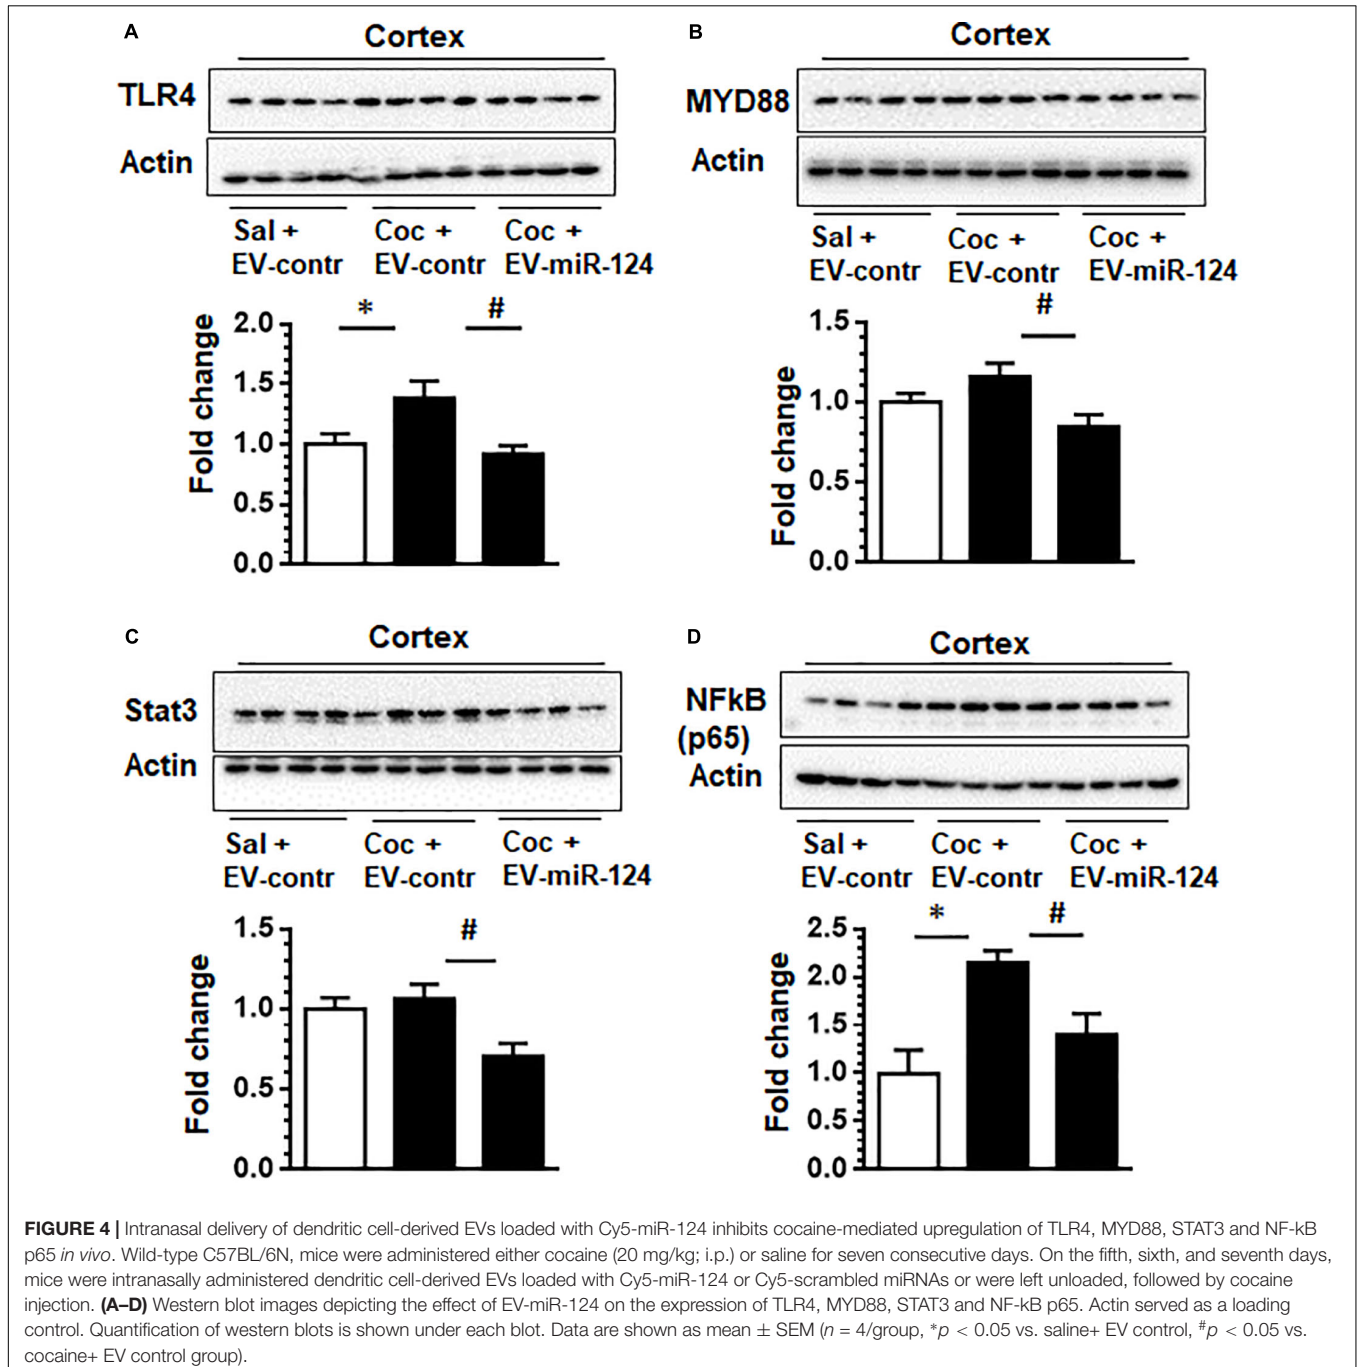 A
Cortex
TLR4
Actin
Sal +
EV-contr
Coc +
EV-contr
Coc +
EV-miR-124
*
#
Fold change
2.0
1.5
1.0
0.5
0.0
B
Cortex
MYD88
Actin
Sal +
EV-contr
Coc +
EV-contr
Coc +
EV-miR-124
#
Fold change
1.5
1.0
0.5
0.0
C
Cortex
Stat3
Actin
Sal +
EV-contr
Coc +
EV-contr
Coc +
EV-miR-124
#
Fold change
1.5
1.0
0.5
0.0
D
Cortex
NFkB
(p65)
Actin
Sal +
EV-contr
Coc +
EV-contr
Coc +
EV-miR-124
*
#
Fold change
2.5
2.0
1.5
1.0
0.5
0.0
FIGURE 4 | Intranasal delivery of dendritic cell-derived EVs loaded with Cy5-miR-124 inhibits cocaine-mediated upregulation of TLR4, MYD88, STAT3 and NF-kB
p65 in vivo. Wild-type C57BL/6N, mice were administered either cocaine (20 mg/kg; i.p.) or saline for seven consecutive days. On the fifth, sixth, and seventh days,
mice were intranasally administered dendritic cell-derived EVs loaded with Cy5-miR-124 or Cy5-scrambled miRNAs or were left unloaded, followed by cocaine
injection. (A–D) Western blot images depicting the effect of EV-miR-124 on the expression of TLR4, MYD88, STAT3 and NF-kB p65. Actin served as a loading
control. Quantification of western blots is shown under each blot. Data are shown as mean ± SEM (n = 4/group, *p < 0.05 vs. saline+ EV control, #p < 0.05 vs.
cocaine+ EV control group).